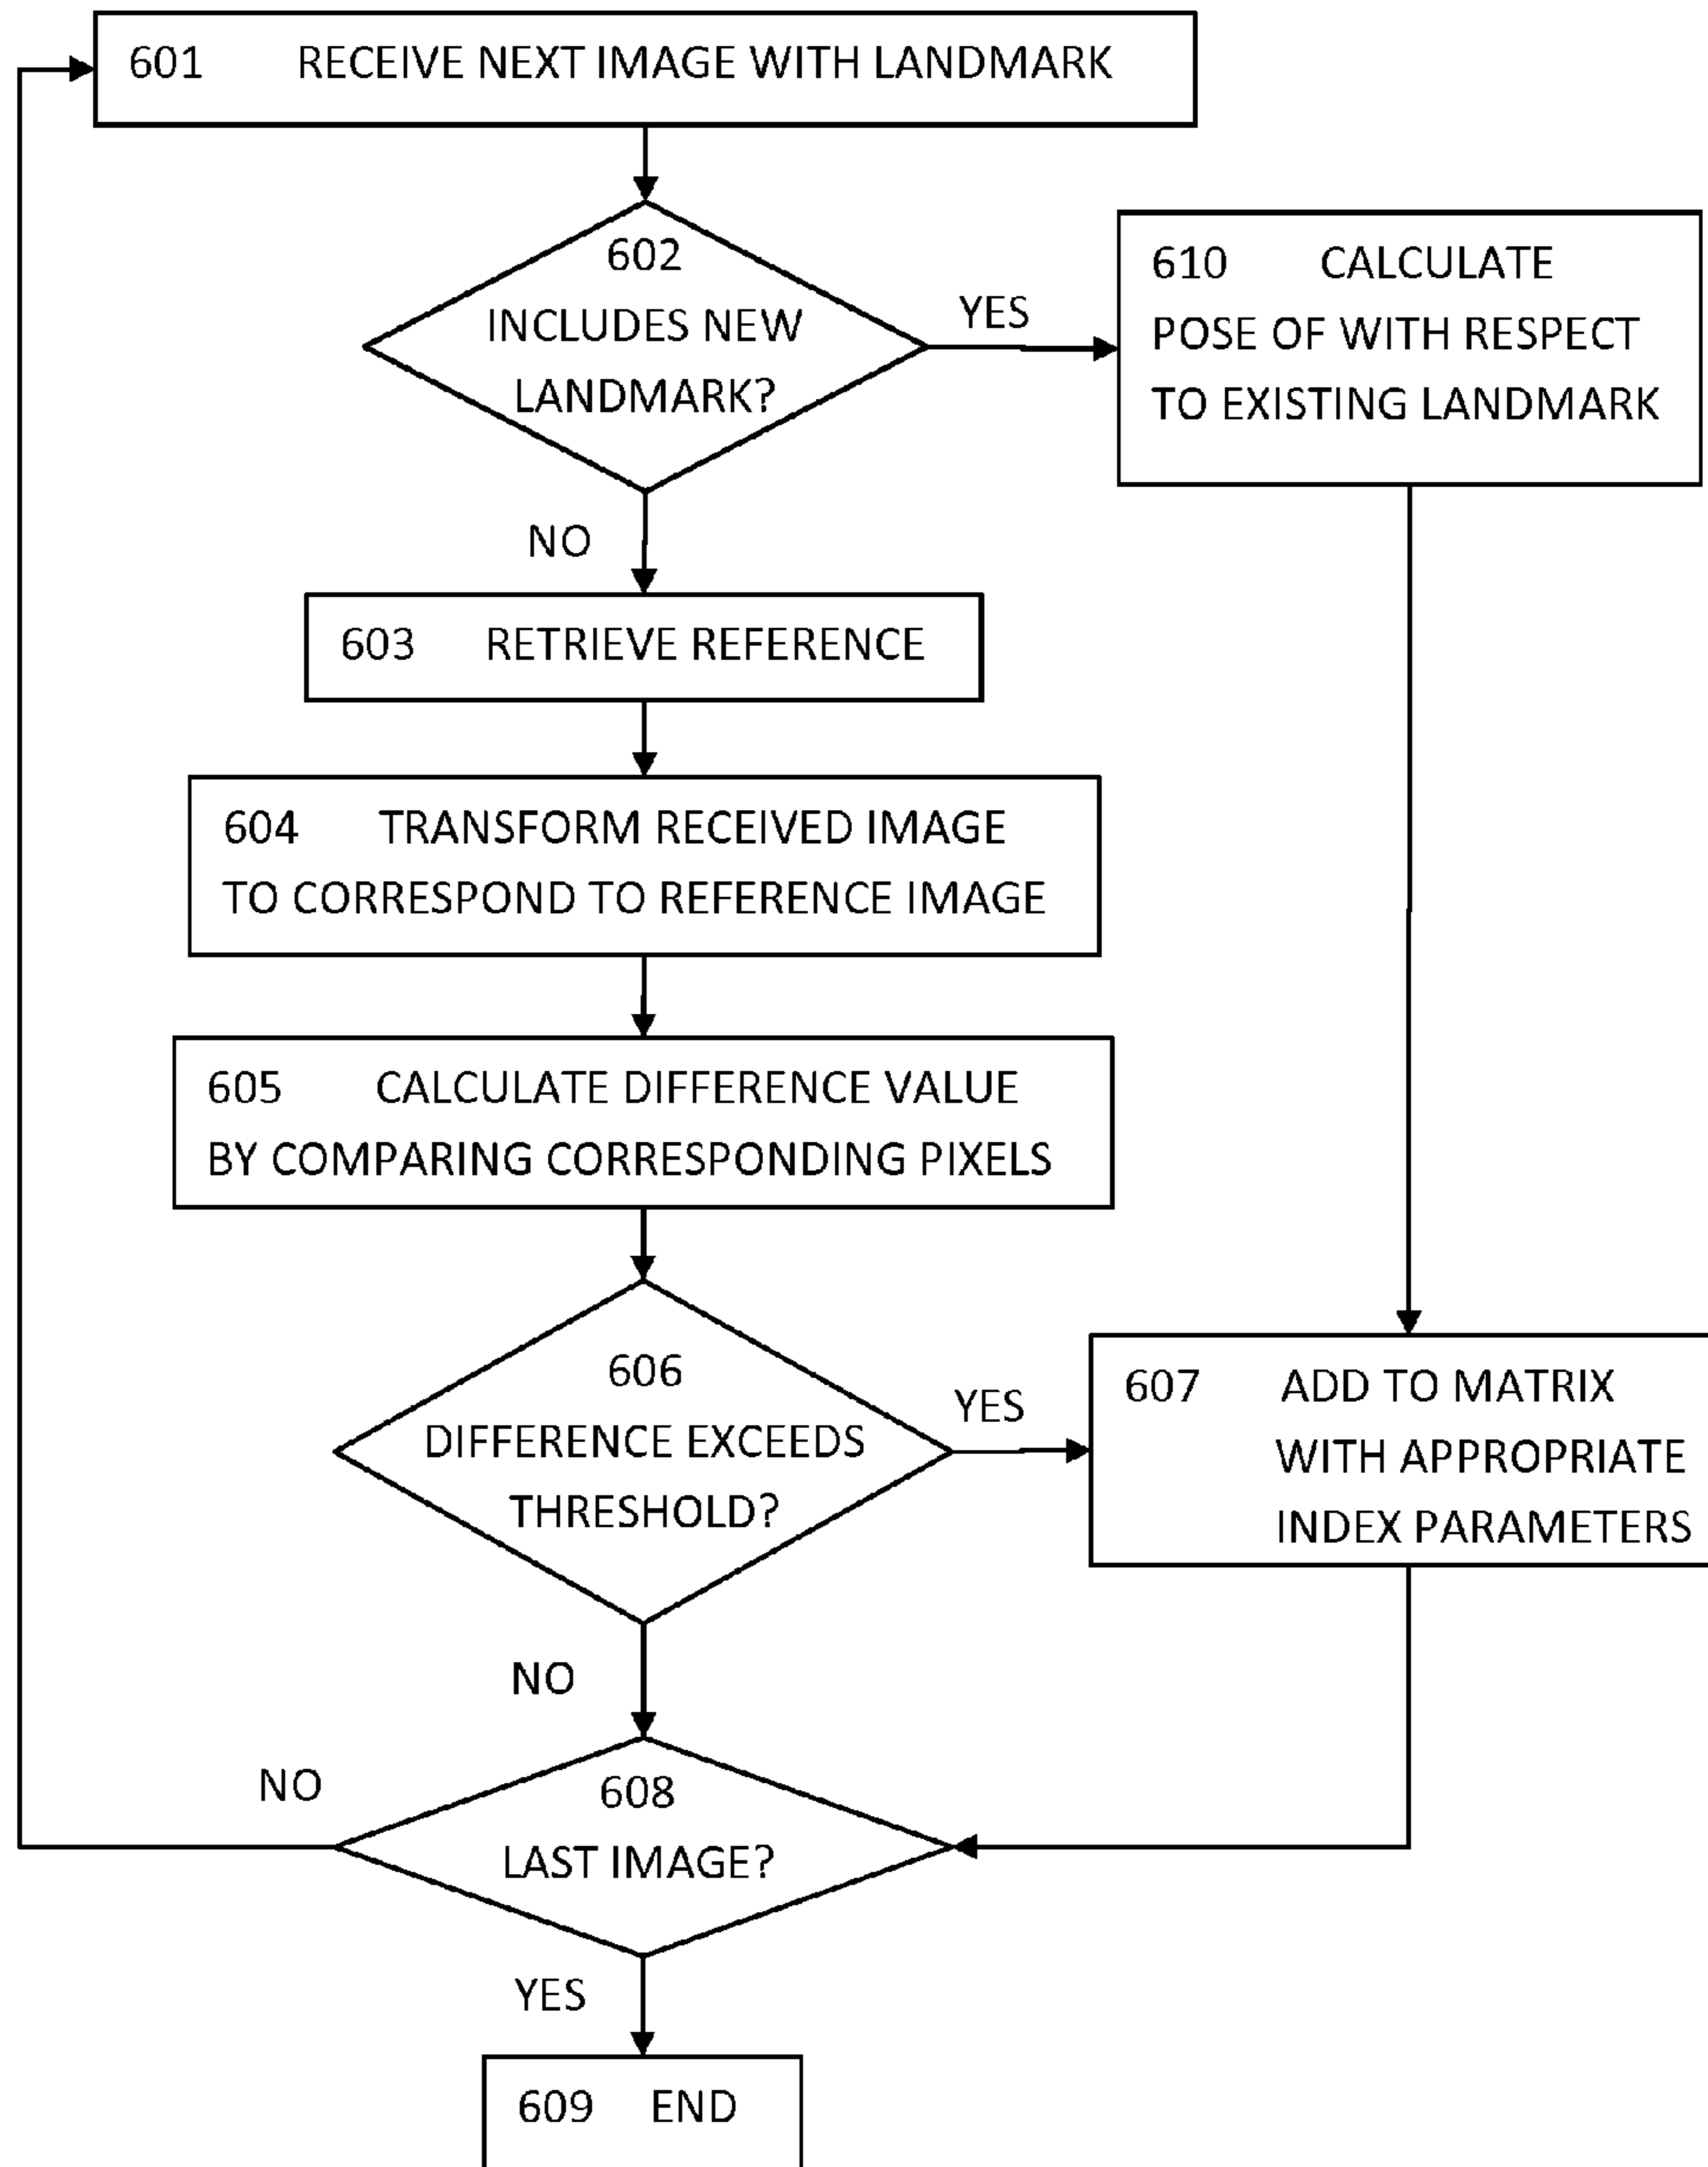 601 RECEIVE NEXT IMAGE WITH LANDMARK
602
INCLUDES NEW
LANDMARK?
YES
610 CALCULATE
POSE OF WITH RESPECT
TO EXISTING LANDMARK
NO
603 RETRIEVE REFERENCE
604 TRANSFORM RECEIVED IMAGE
TO CORRESPOND TO REFERENCE IMAGE
605 CALCULATE DIFFERENCE VALUE
BY COMPARING CORRESPONDING PIXELS
606
DIFFERENCE EXCEEDS
THRESHOLD?
YES
607 ADD TO MATRIX
WITH APPROPRIATE
INDEX PARAMETERS
NO
NO
608
LAST IMAGE?
YES
609 END